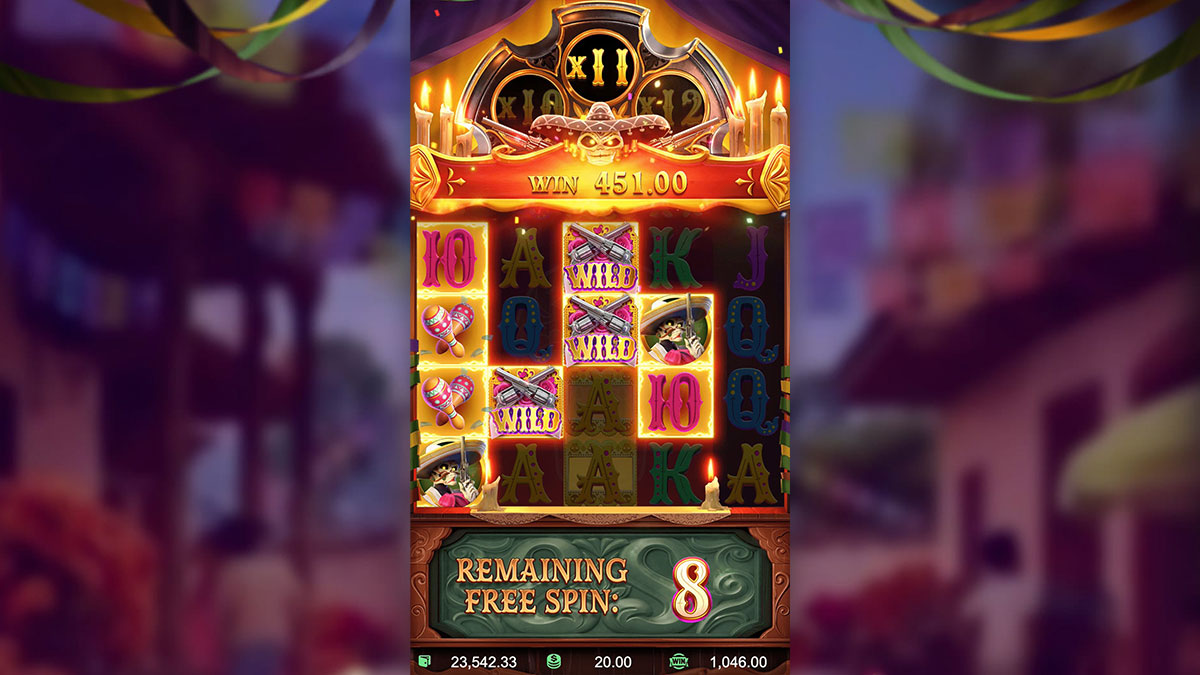 x11
x10 x12
WIN 451.00
10 A WILD K J
Q WILD Q
WILD A 10 Q
A A K A
REMAINING
FREE SPIN: 8
23,542.33 20.00 WIN 1,046.00